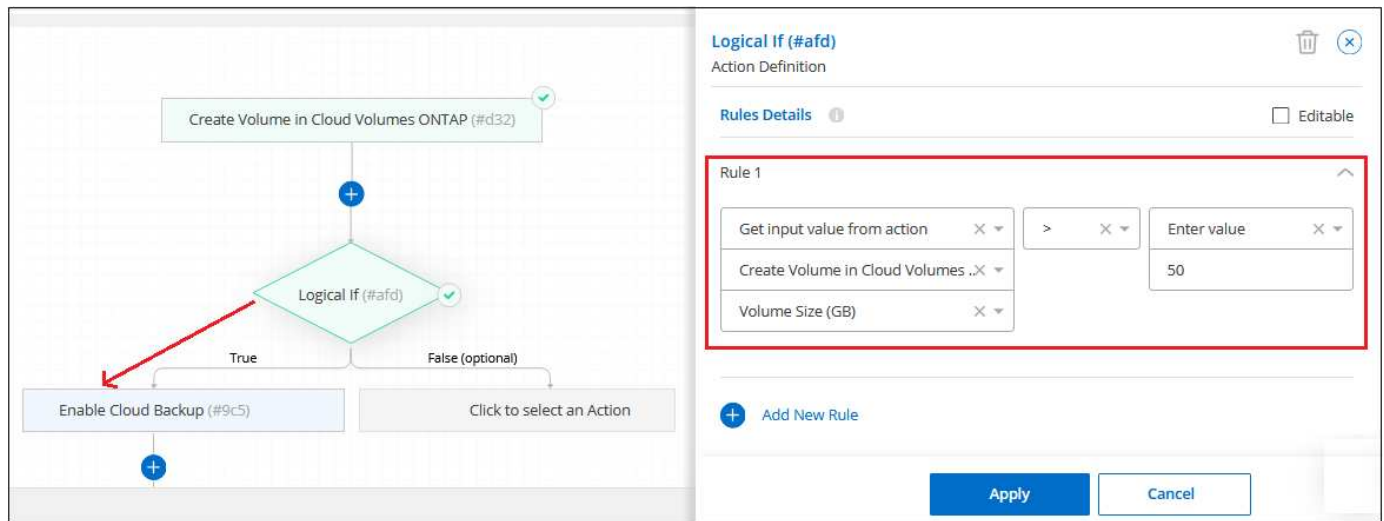 Create Volume in Cloud Volumes ONTAP (#d32)
Logical If (#afd)
True
False (optional)
Enable Cloud Backup (#9c5)
Click to select an Action
Logical If (#afd)
Action Definition
Rules Details
Editable
Rule 1
Get input value from action
>
Enter value
Create Volume in Cloud Volumes ..
50
Volume Size (GB)
Add New Rule
Apply
Cancel